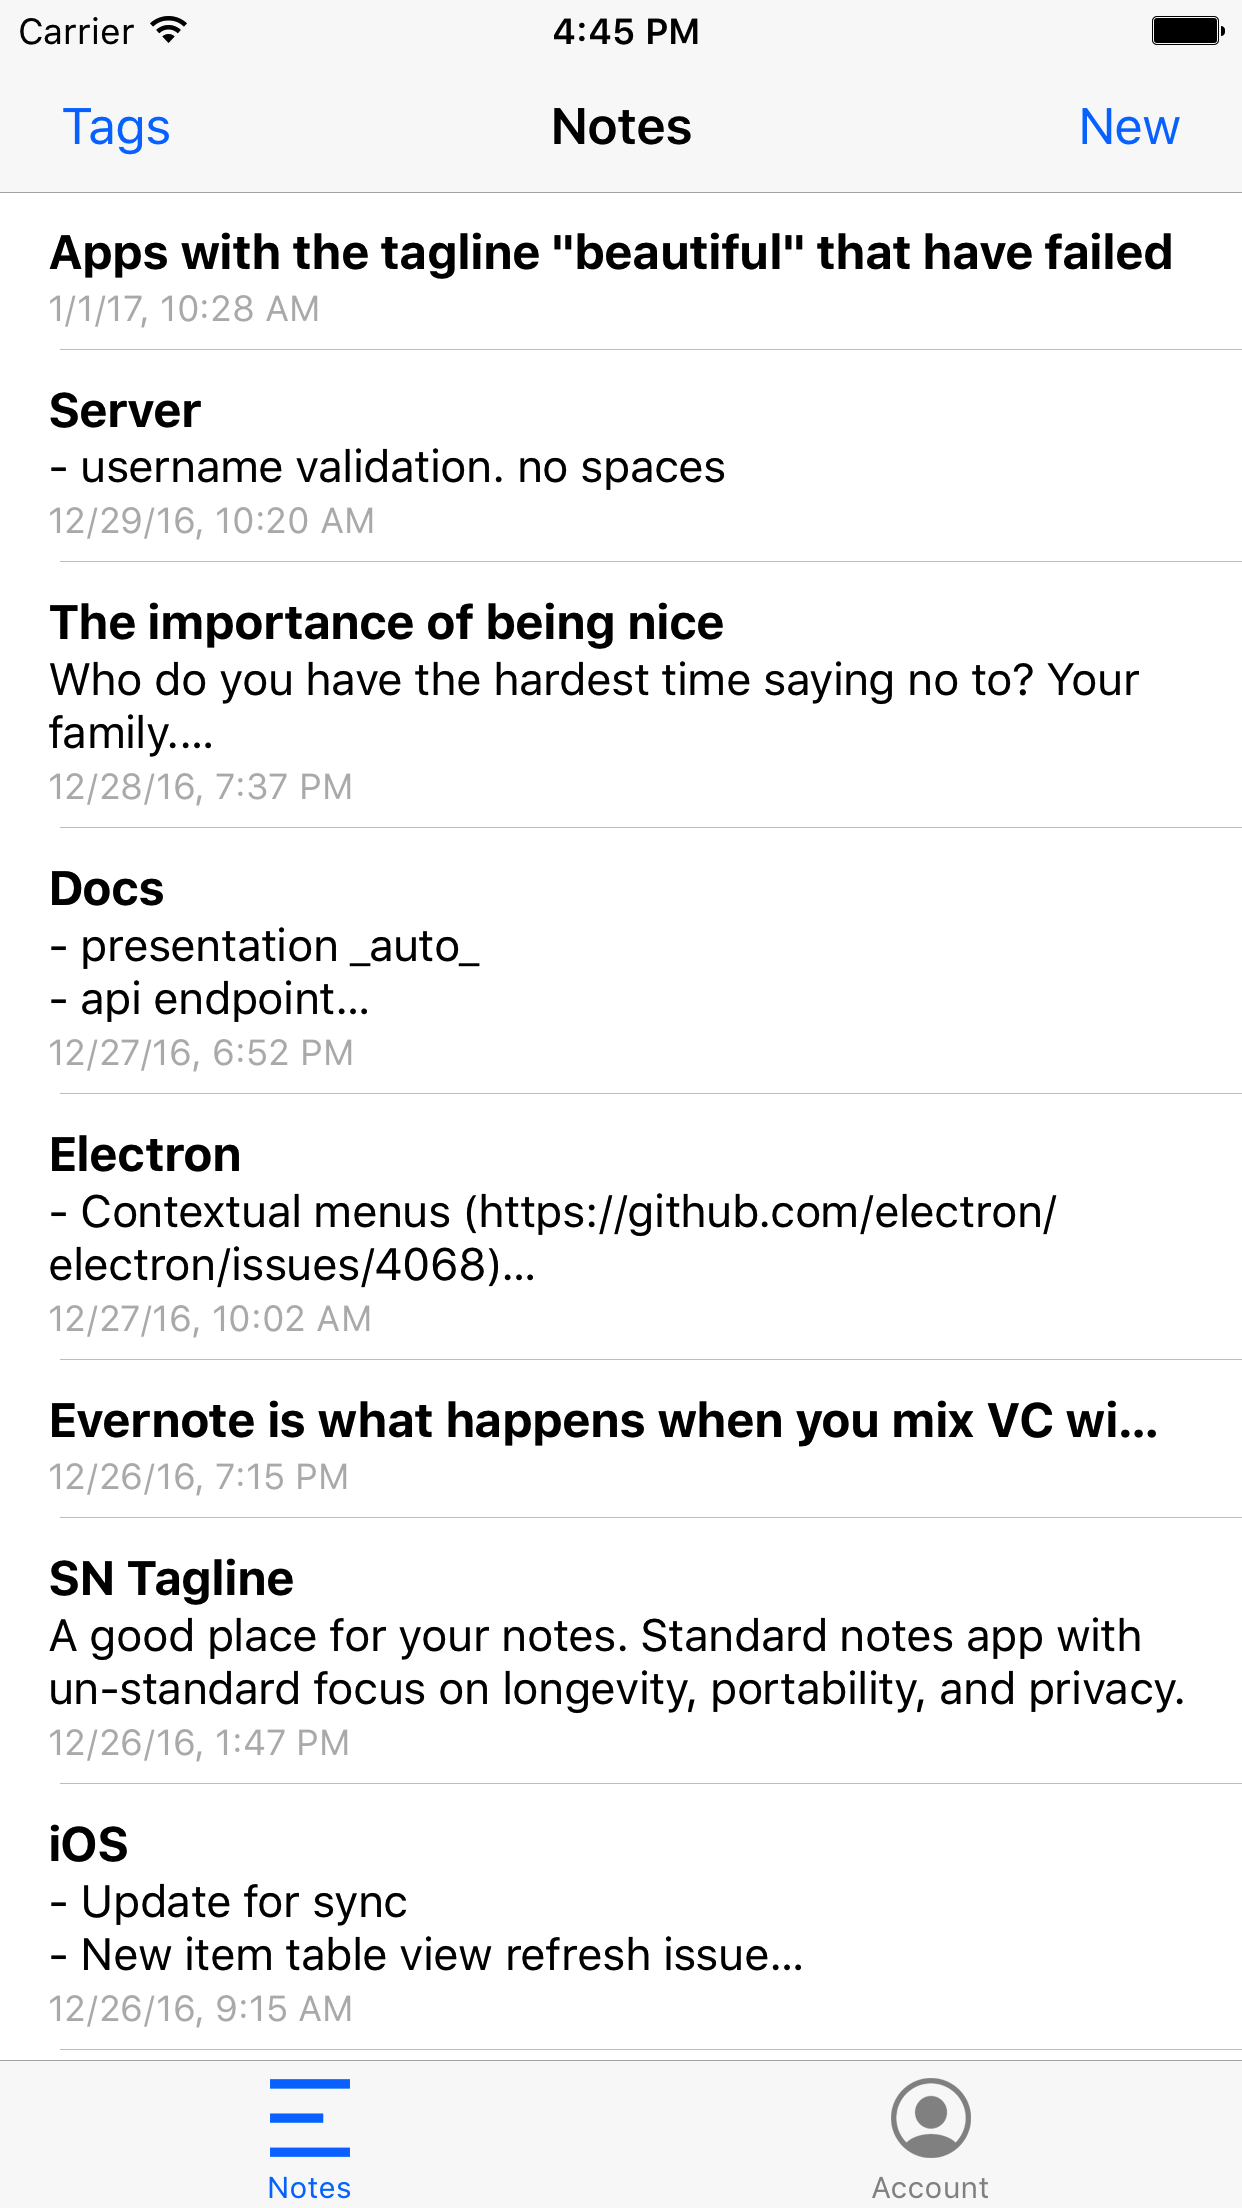 Carrier 4:45 PM
Tags Notes New
Apps with the tagline "beautiful" that have failed
1/1/17, 10:28 AM
Server
- username validation. no spaces
12/29/16, 10:20 AM
The importance of being nice
Who do you have the hardest time saying no to? Your
family....
12/28/16, 7:37 PM
Docs
- presentation _auto_
- api endpoint...
12/27/16, 6:52 PM
Electron
- Contextual menus (https://github.com/electron/
electron/issues/4068)...
12/27/16, 10:02 AM
Evernote is what happens when you mix VC wi...
12/26/16, 7:15 PM
SN Tagline
A good place for your notes. Standard notes app with
un-standard focus on longevity, portability, and privacy.
12/26/16, 1:47 PM
iOS
- Update for sync
- New item table view refresh issue...
12/26/16, 9:15 AM
Notes Account